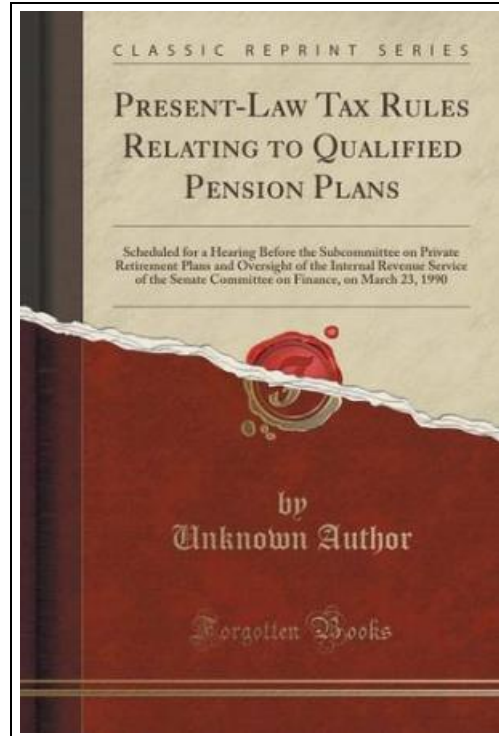 CLASSIC REPRINT SERIES
PRESENT-LAW TAX RULES
RELATING TO QUALIFIED
PENSION PLANS
Scheduled for a Hearing Before the Subcommittee on Private
Retirement Plans and Oversight of the Internal Revenue Service
of the Senate Committee on Finance, on March 23, 1990
by
Unknown Author
Forgotten Books